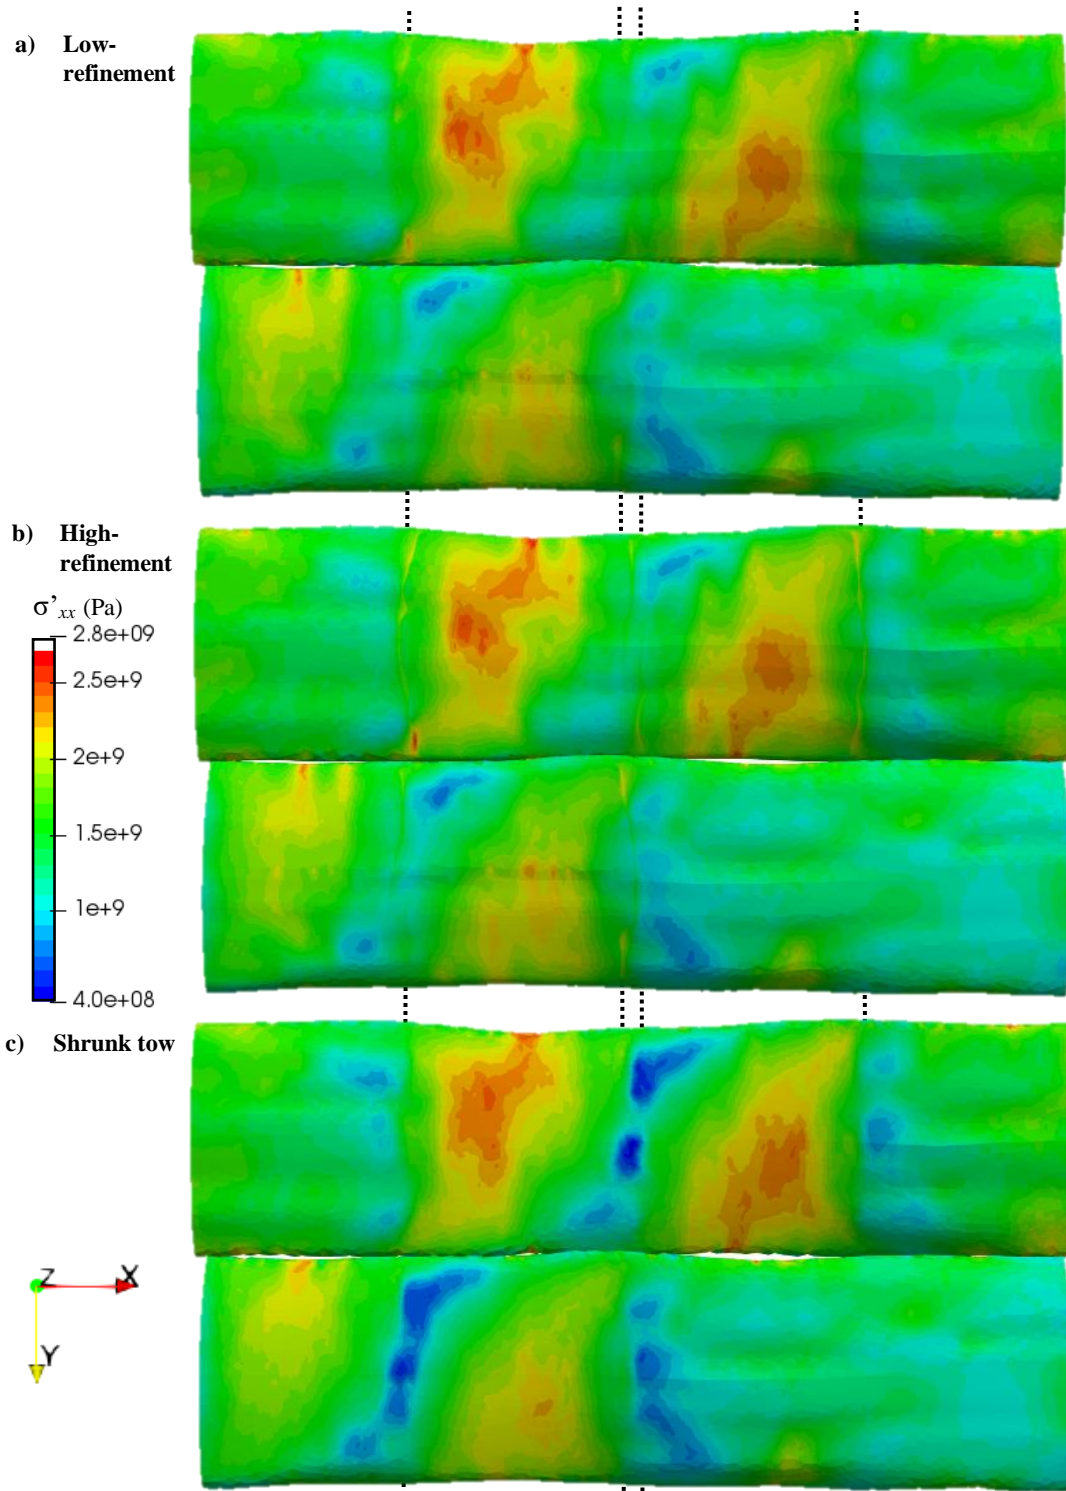 a) Low-
refinement
b) High-
refinement
σ’xx (Pa)
2.8e+09
2.5e+9
2e+9
1.5e+9
1e+9
4.0e+08
c) Shrunk tow
Z X
Y